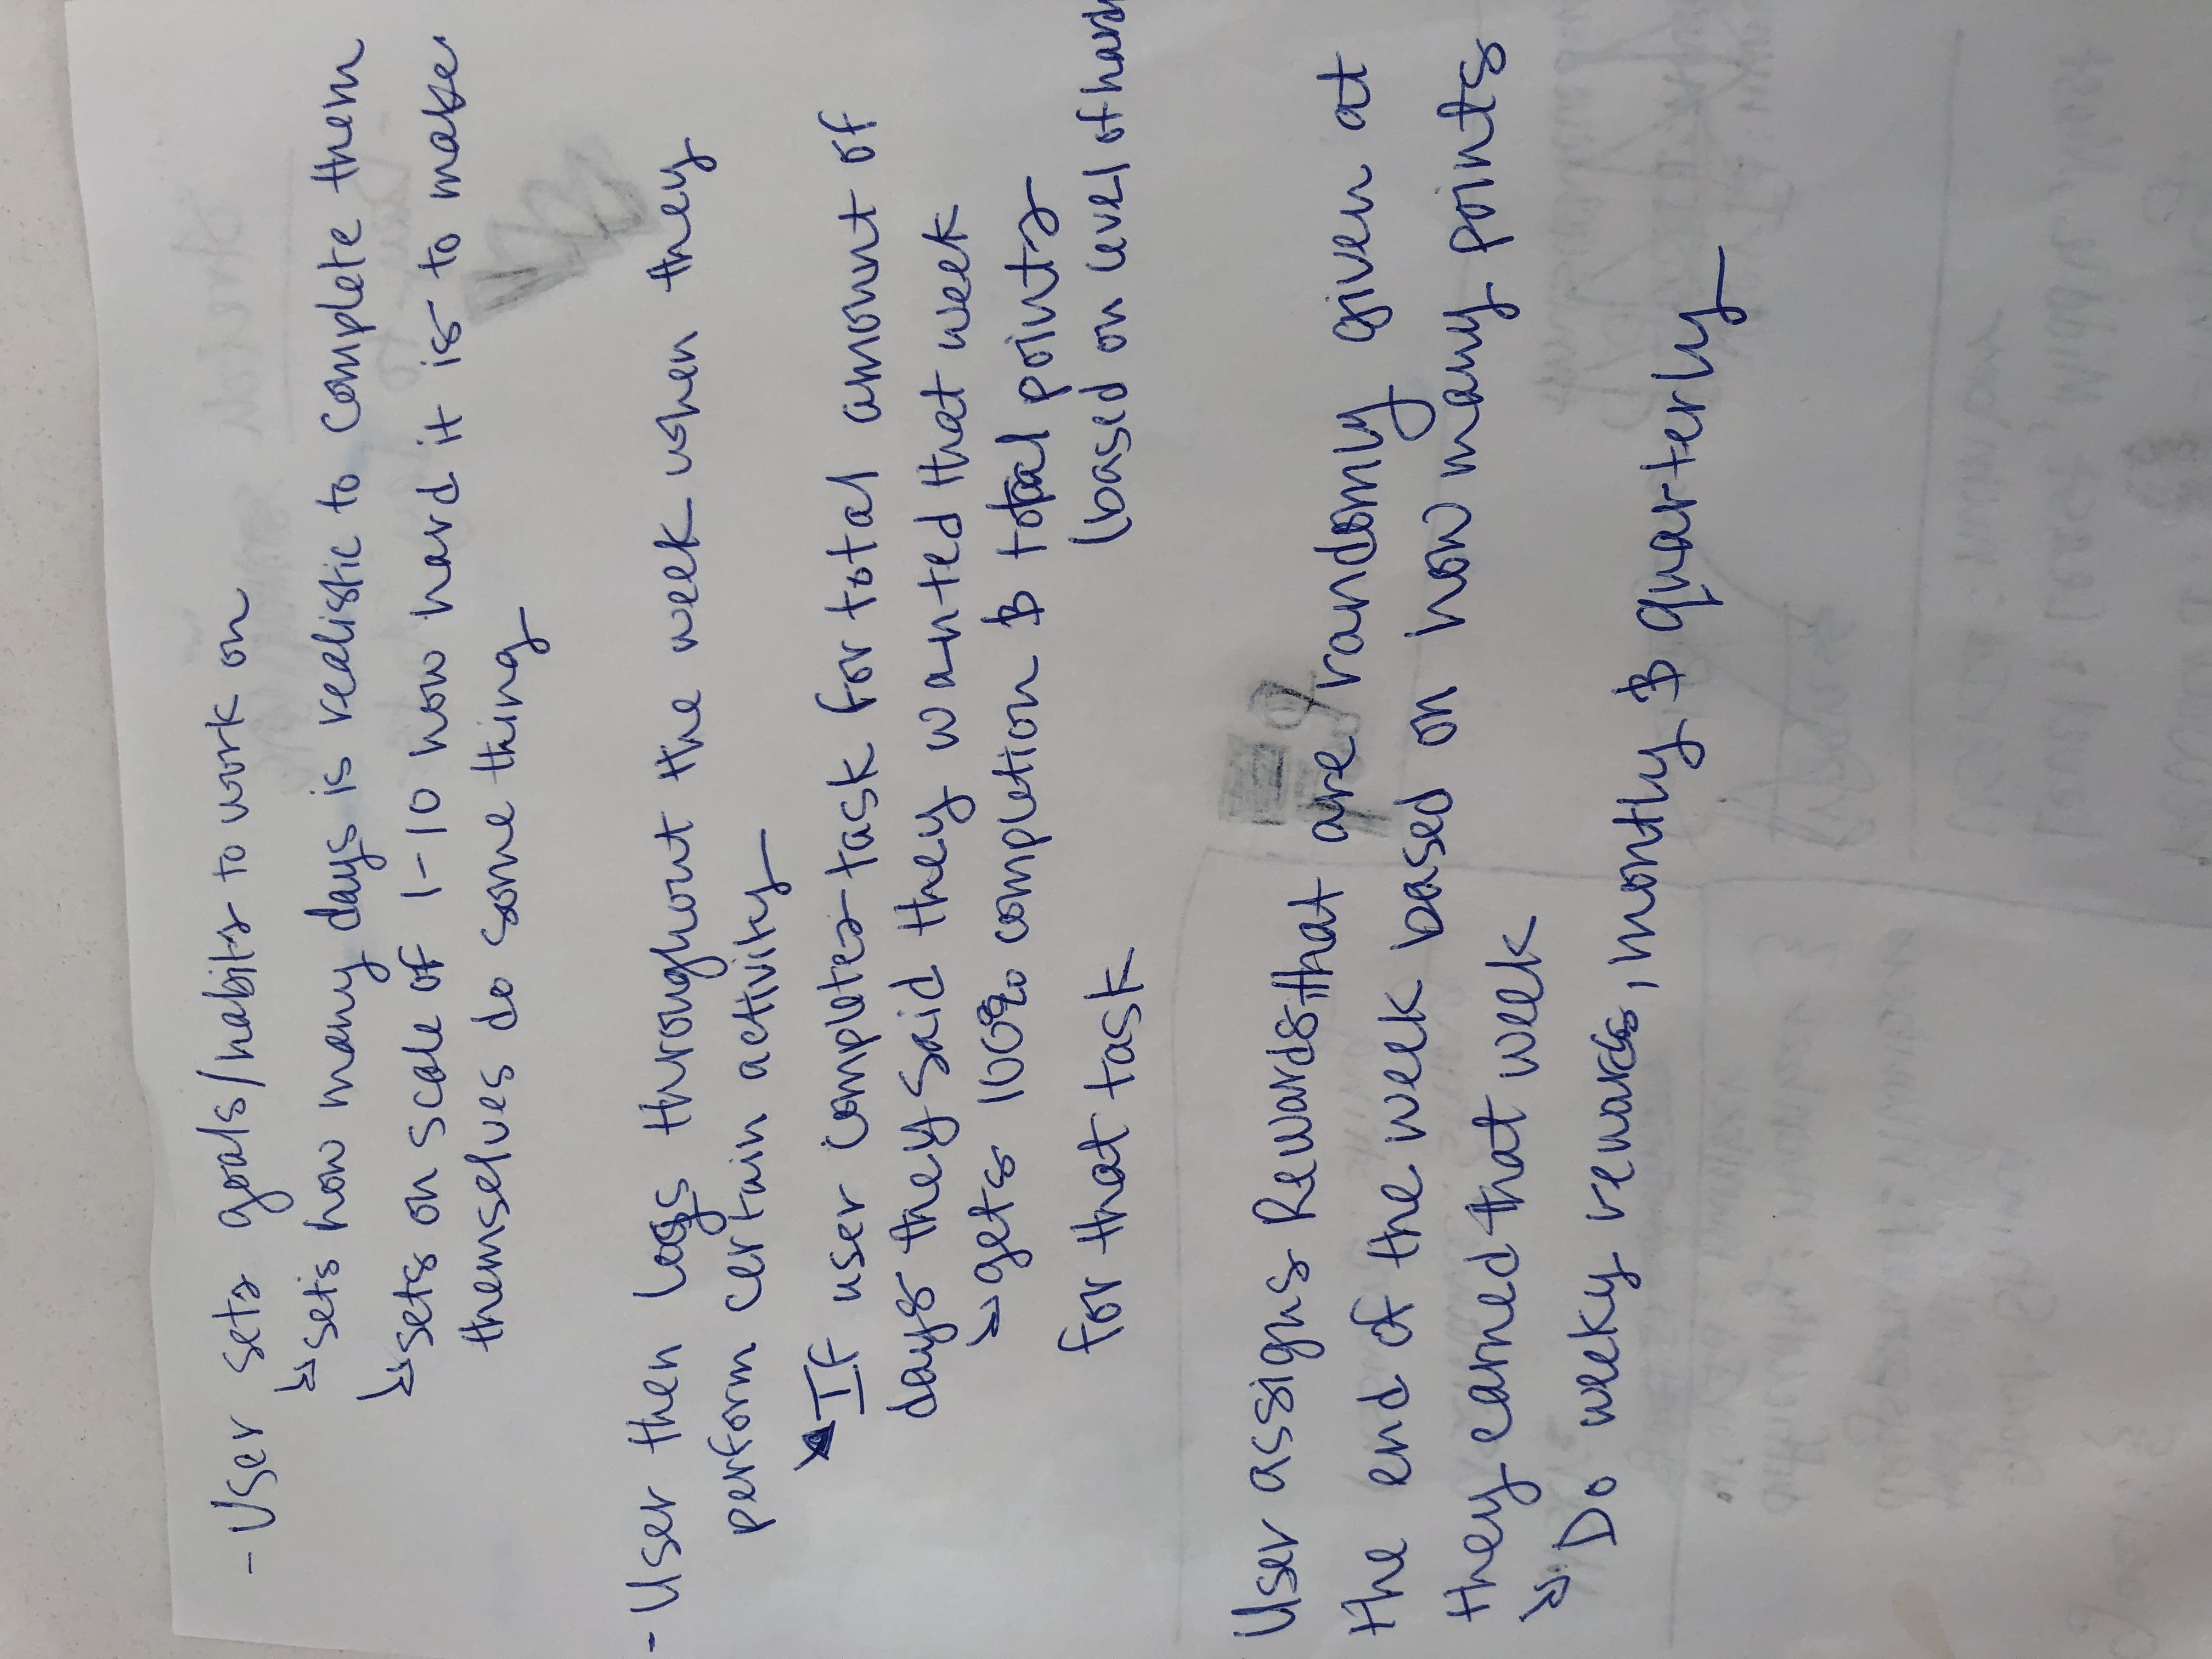 - User sets goals/habits to work on
↳ sets how many days is realistic to complete them
↳ sets on scale of 1-10 how hard it is to make
themselves do something
- User then logs throughout the week when they
perform certain activity
↳ If user completes task for total amount of
days they said they wanted that week
↳ gets 100% completion & total points
for that task (based on level of hard
User assigns Rewards, that are randomly given at
the end of the week based on how many points
they earned that week
↳ Do weeky rewards, montly & quarterly